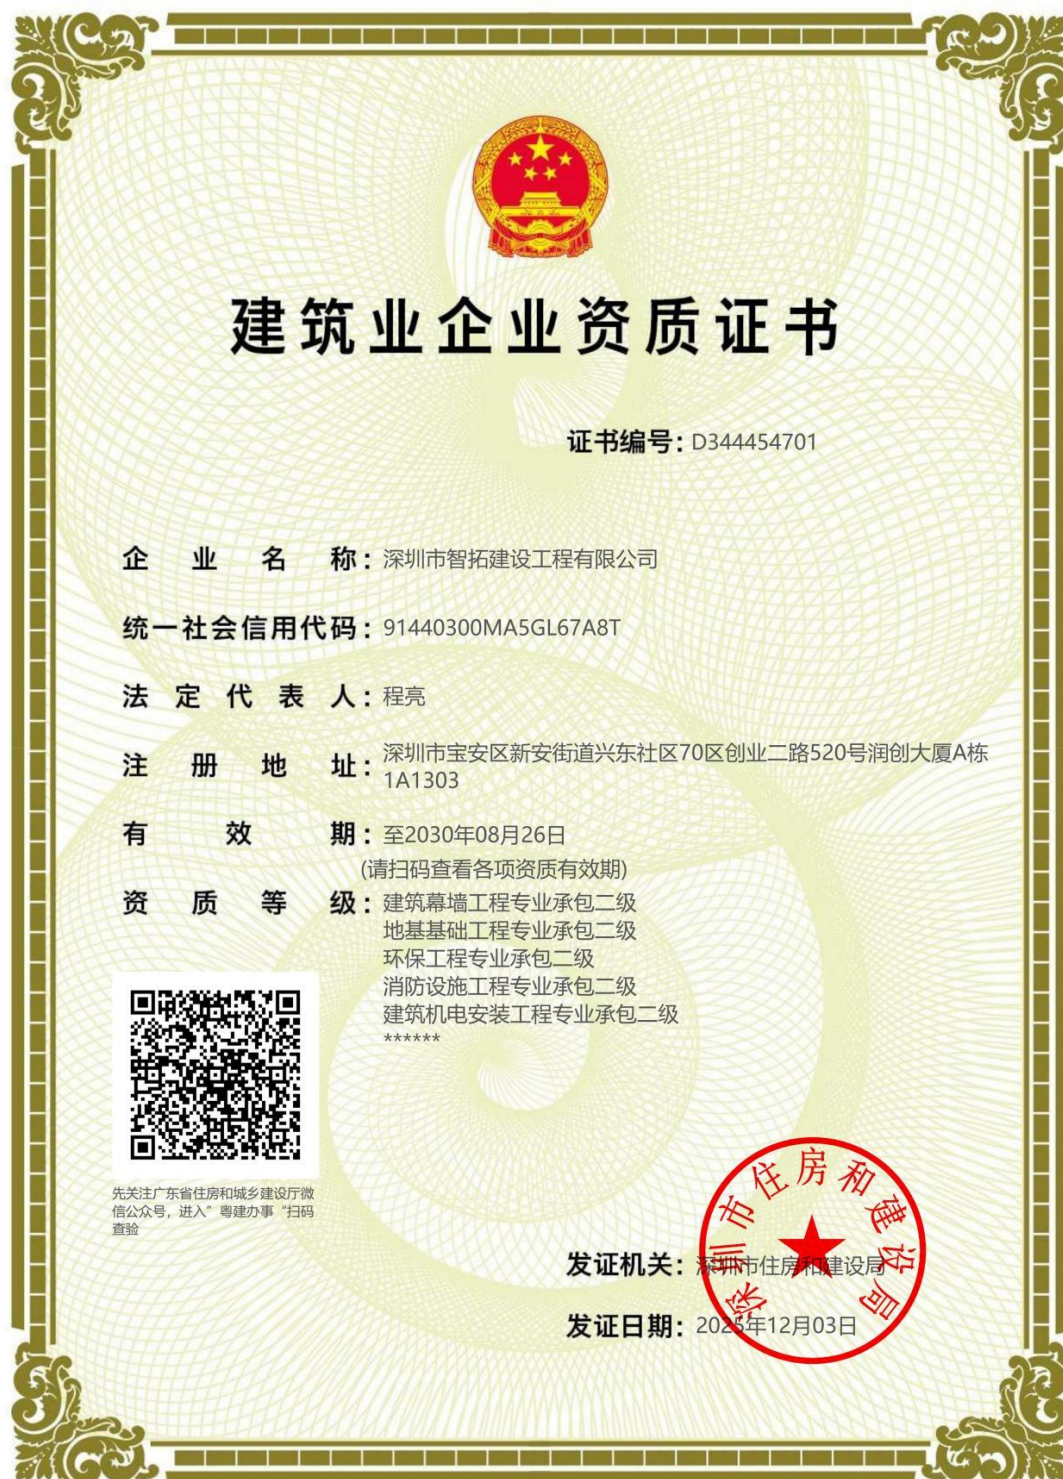 建筑业企业资质证书
证书编号：D344454701
企业名称：深圳市智拓建设工程有限公司
统一社会信用代码：91440300MA5GL67A8T
法定代表人：程亮
注册地址：深圳市宝安区新安街道兴东社区70区创业二路520号润创大厦A栋
1A1303
有效期：至2030年08月26日
(请扫码查看各项资质有效期)
资质等级：建筑幕墙工程专业承包二级
地基基础工程专业承包二级
环保工程专业承包二级
消防设施工程专业承包二级
建筑机电安装工程专业承包二级
******
先关注广东省住房和城乡建设厅微
信公众号，进入“粤建办事“扫码
查验
深圳市住房和建设局
发证机关：深圳市住房和建设局
发证日期：2025年12月03日